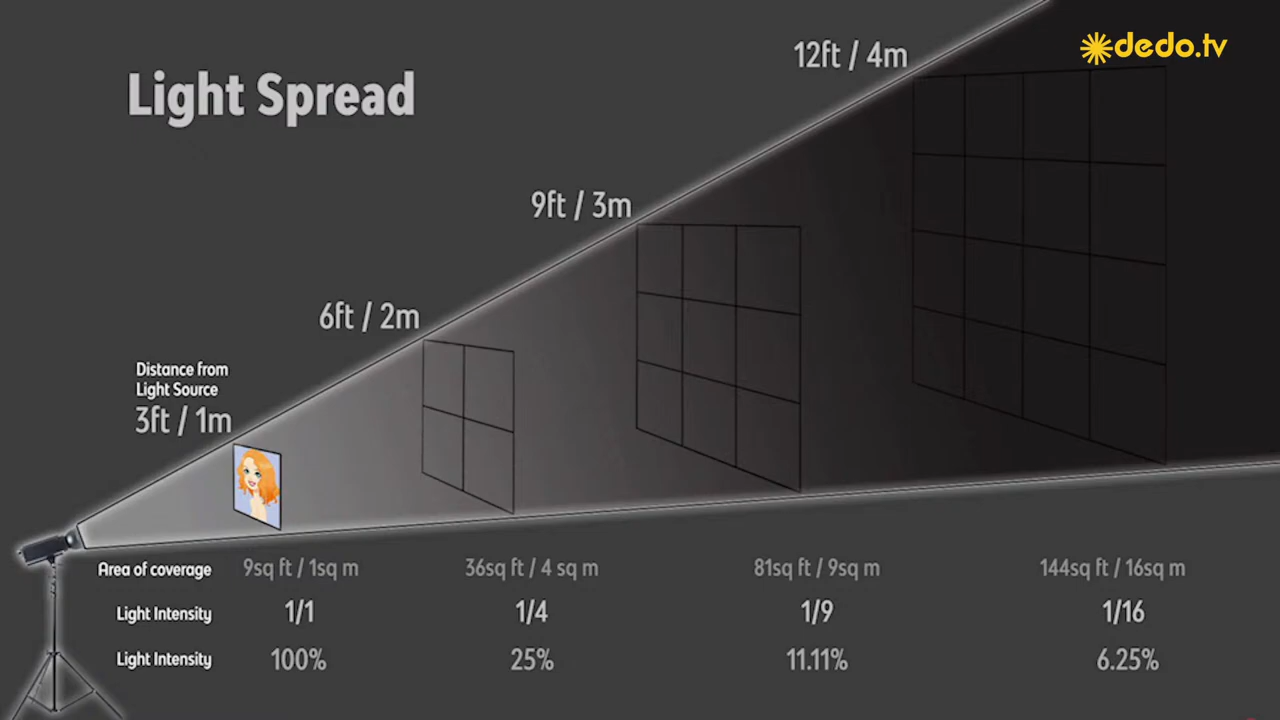 dedo.tv
Light Spread
12ft / 4m
9ft / 3m
6ft / 2m
Distance from
Light Source
3ft / 1m
Area of coverage 9sq ft / 1sq m 36sq ft / 4 sq m 81sq ft / 9sq m 144sq ft / 16sq m
Light Intensity 1/1 1/4 1/9 1/16
Light Intensity 100% 25% 11.11% 6.25%